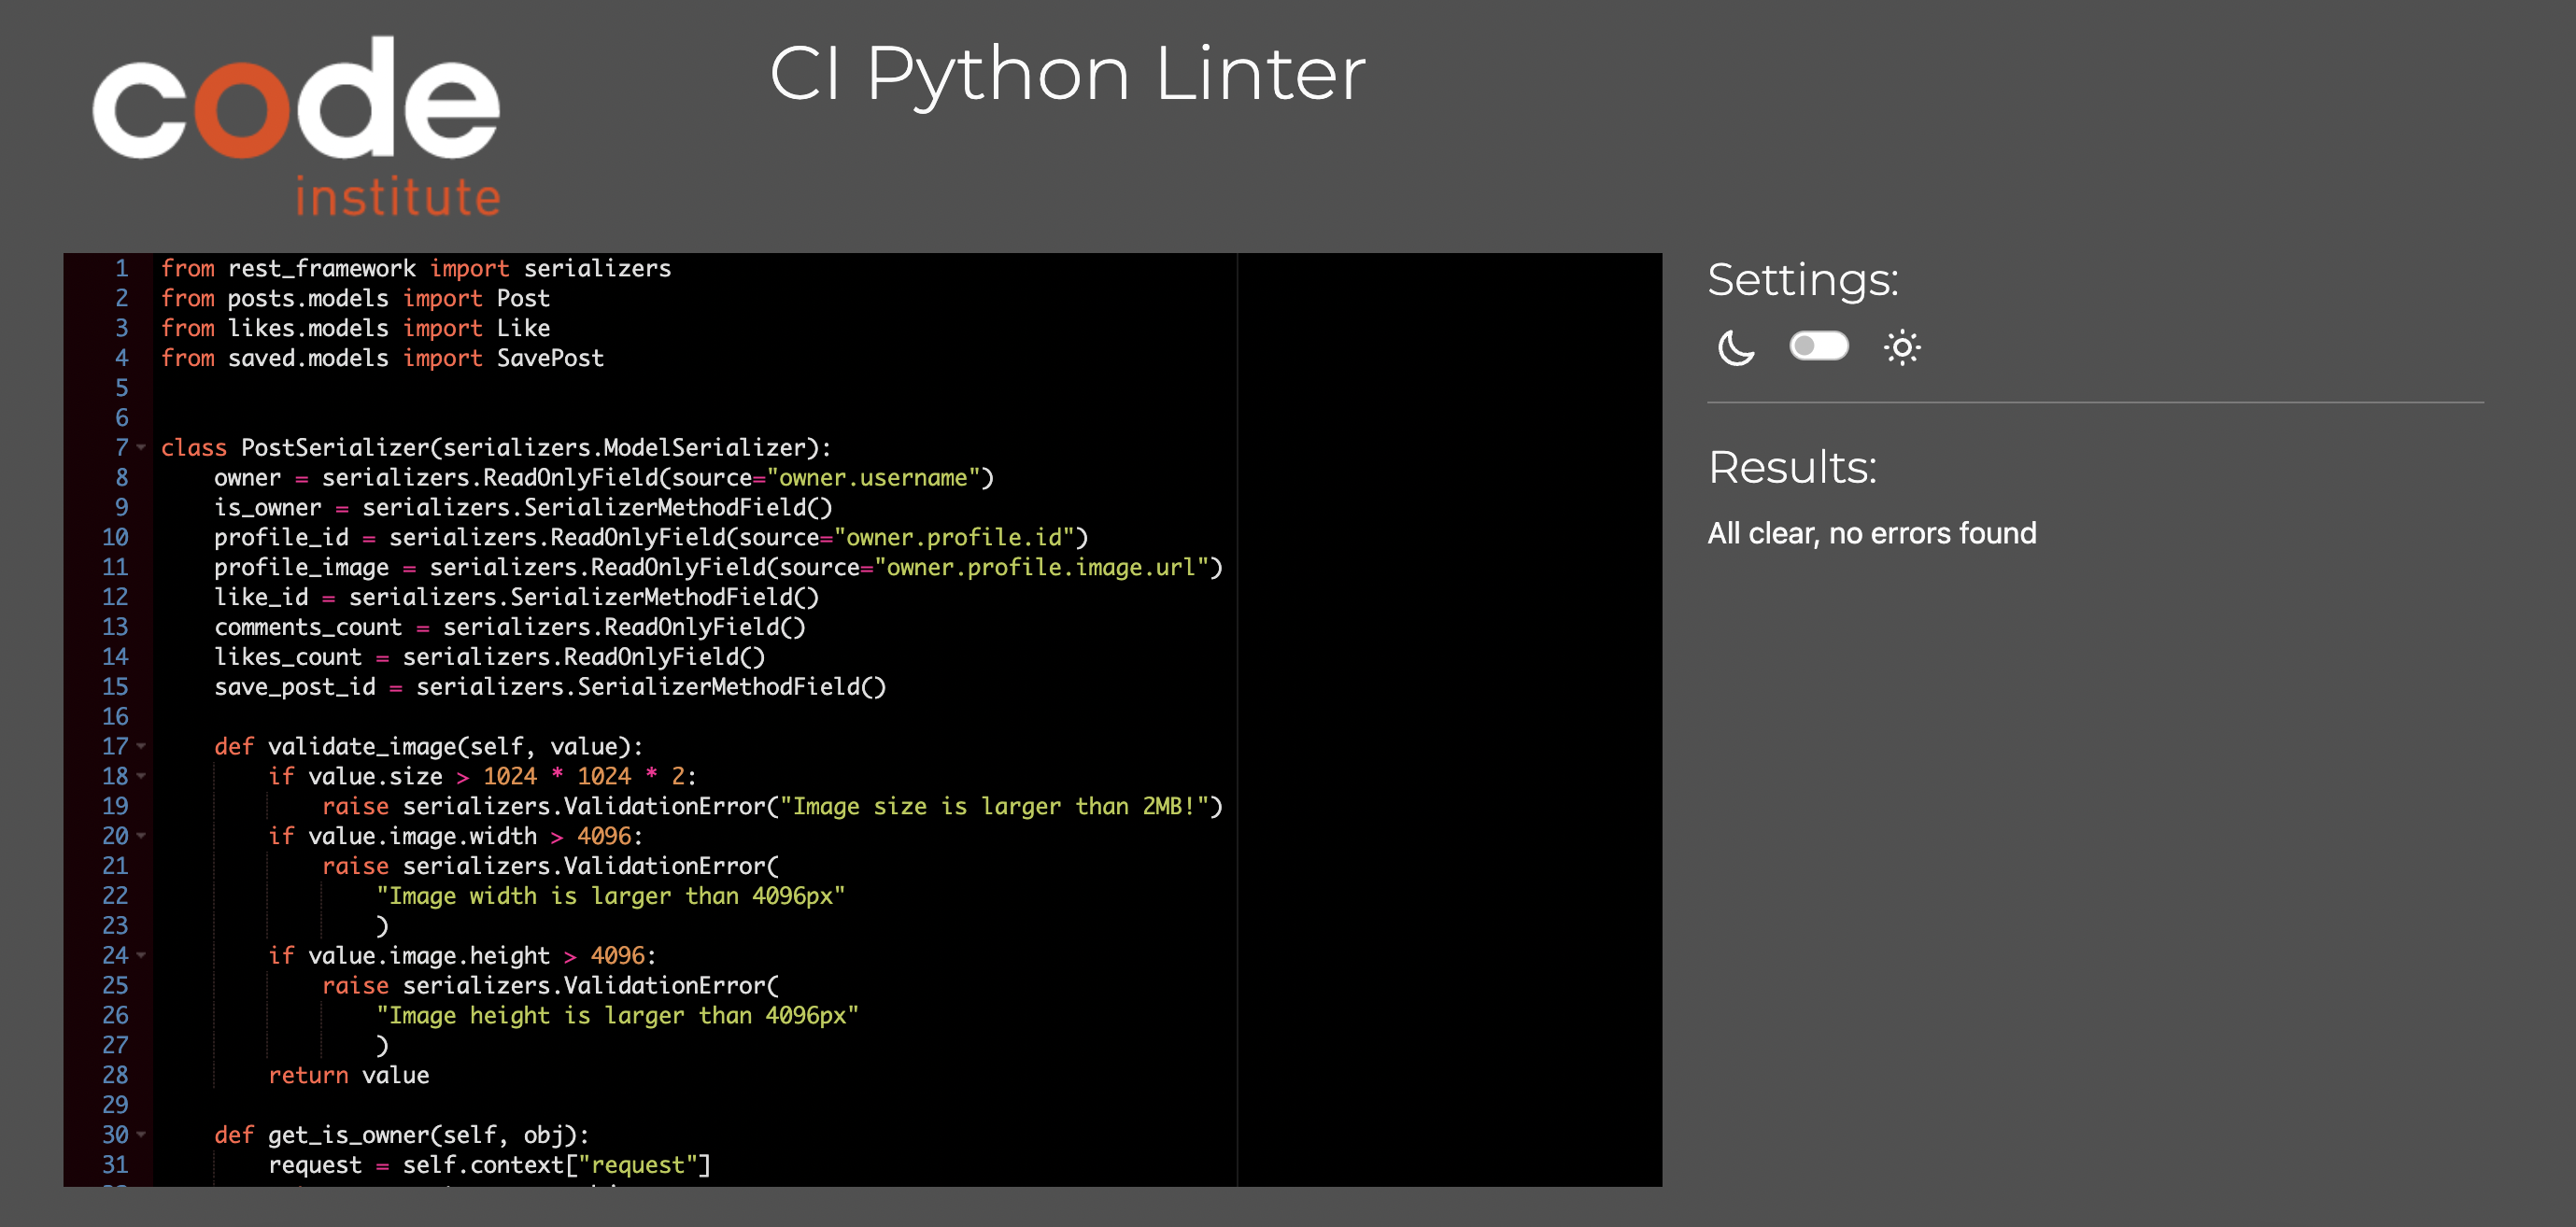 code
institute
CI Python Linter
1 from rest_framework import serializers
2 from posts.models import Post
3 from likes.models import Like
4 from saved.models import SavePost
5
6
7 class PostSerializer(serializers.ModelSerializer):
8     owner = serializers.ReadOnlyField(source="owner.username")
9     is_owner = serializers.SerializerMethodField()
10     profile_id = serializers.ReadOnlyField(source="owner.profile.id")
11     profile_image = serializers.ReadOnlyField(source="owner.profile.image.url")
12     like_id = serializers.SerializerMethodField()
13     comments_count = serializers.ReadOnlyField()
14     likes_count = serializers.ReadOnlyField()
15     save_post_id = serializers.SerializerMethodField()
16
17     def validate_image(self, value):
18         if value.size > 1024 * 1024 * 2:
19             raise serializers.ValidationError("Image size is larger than 2MB!")
20         if value.image.width > 4096:
21             raise serializers.ValidationError(
22                 "Image width is larger than 4096px"
23                 )
24         if value.image.height > 4096:
25             raise serializers.ValidationError(
26                 "Image height is larger than 4096px"
27                 )
28         return value
29
30     def get_is_owner(self, obj):
31         request = self.context["request"]
Settings:
Results:
All clear, no errors found